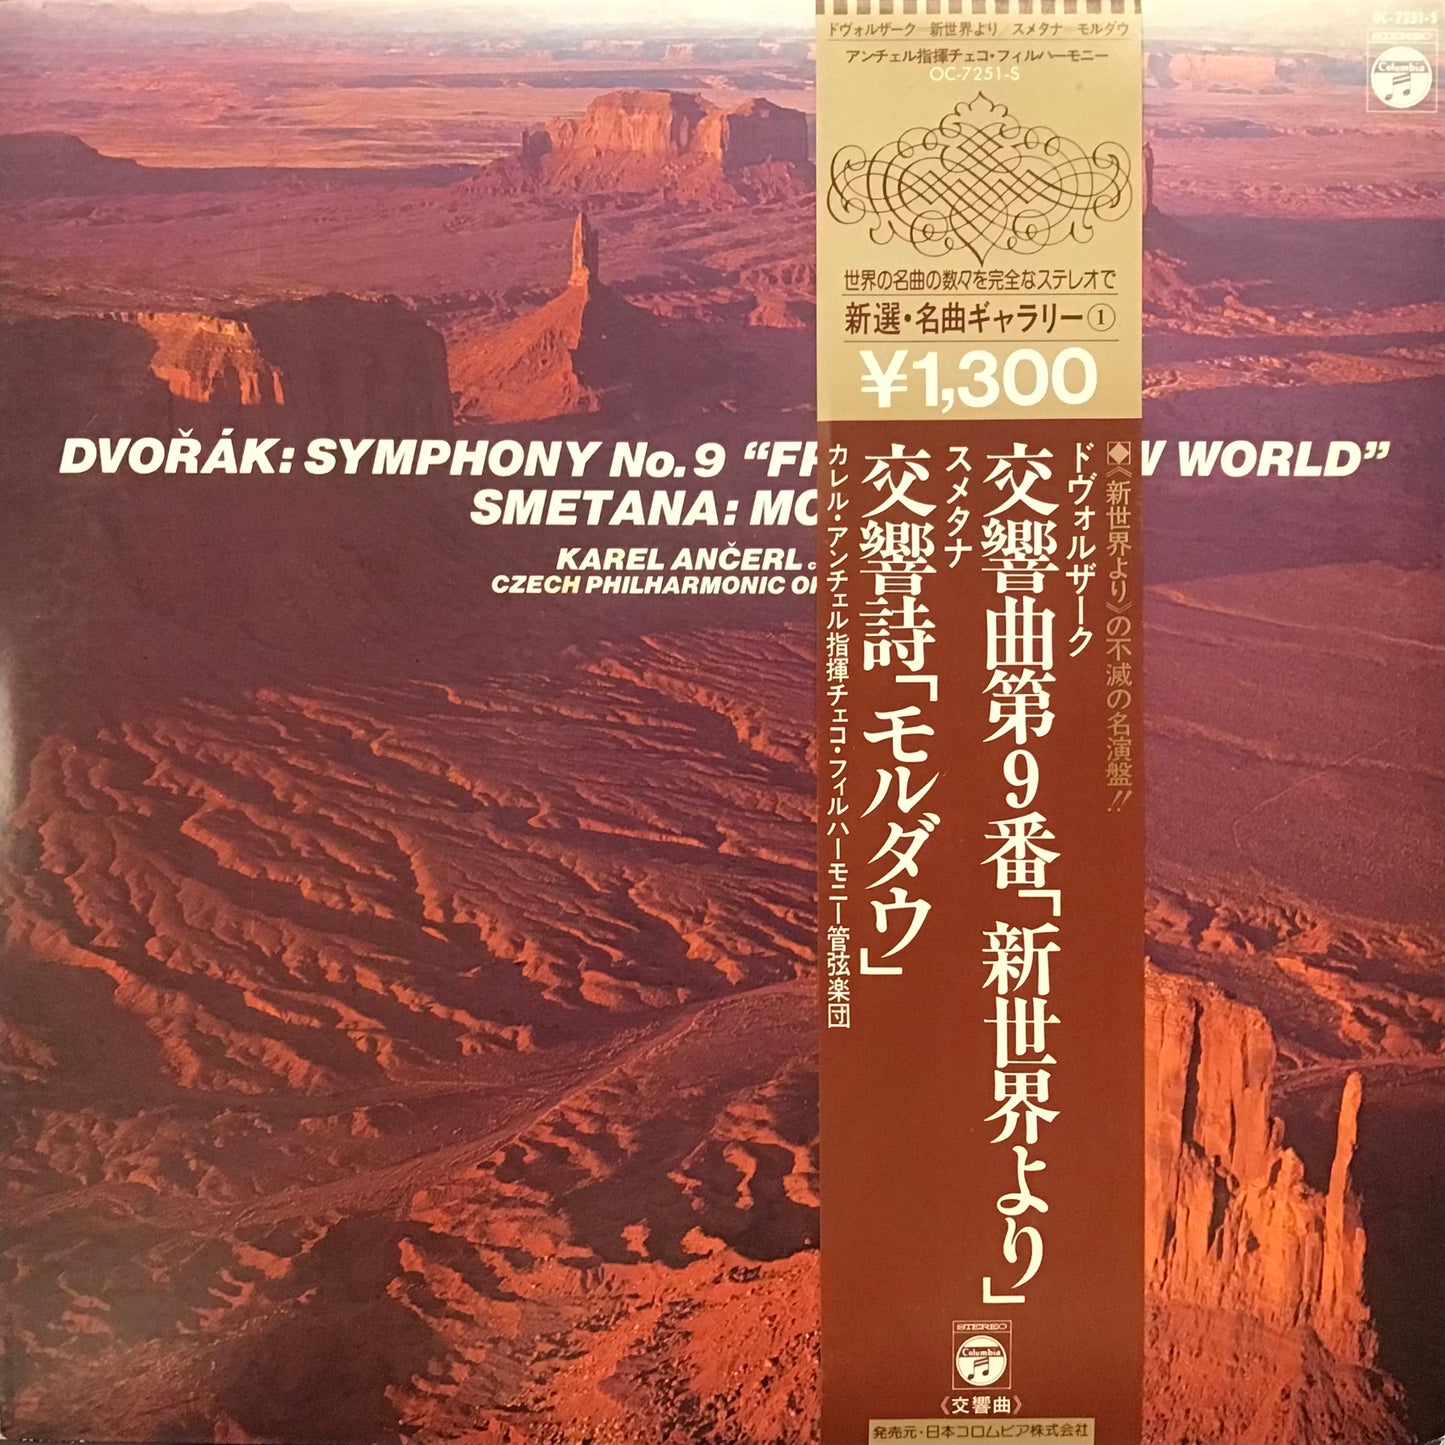 ドヴォルザーク 新世界より/スメタナ モルダウ
アンチェル指揮チェコ・フィルハーモニー
OC-7251-S
世界の名曲の数々を完全なステレオで
新選・名曲ギャラリー①
¥1,300
OC-7251-S
STEREO
Columbia
DVOŘÁK: SYMPHONY No. 9 “FR W WORLD”
SMETANA: MO
KAREL ANČERL c
CZECH PHILHARMONIC OR
◆《新世界より》の不滅の名演盤!!
ドヴォルザーク
交響曲第9番「新世界より」
スメタナ
交響詩「モルダウ」
カレル・アンチェル指揮チェコ・フィルハーモニー管弦楽団
STEREO
Columbia
《交響曲》
発売元・日本コロムビア株式会社